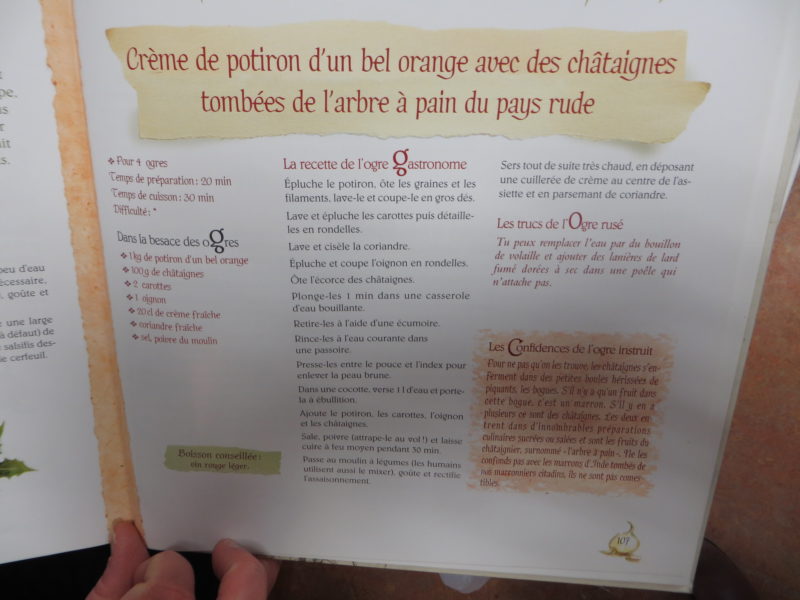 Crème de potiron d'un bel orange avec des châtaignes
tombées de l'arbre à pain du pays rude
Pour 4 ogres
Temps de préparation : 20 min
Temps de cuisson : 30 min
Difficulté : *
Dans la besace des ogres
1 kg de potiron d'un bel orange
100 g de châtaignes
2 carottes
1 oignon
20 cl de crème fraîche
coriandre fraîche
sel, poivre du moulin
Boisson conseillée :
vin rouge léger.
La recette de l'ogre gastronome
Épluche le potiron, ôte les graines et les
filaments, lave-le et coupe-le en gros dés.
Lave et épluche les carottes puis détaille-
les en rondelles.
Lave et cisèle la coriandre.
Épluche et coupe l'oignon en rondelles.
Ôte l'écorce des châtaignes.
Plonge-les 1 min dans une casserole
d'eau bouillante.
Retire-les à l'aide d'une écumoire.
Rince-les à l'eau courante dans
une passoire.
Presse-les entre le pouce et l'index pour
enlever la peau brune.
Dans une cocotte, verse 1 l d'eau et porte-
la à ébullition.
Ajoute le potiron, les carottes, l'oignon
et les châtaignes.
Sale, poivre (attrape-le au vol !) et laisse
cuire à feu moyen pendant 30 min.
Passe au moulin à légumes (les humains
utilisent aussi le mixer), goûte et rectifie
l'assaisonnement.
Sers tout de suite très chaud, en déposant
une cuillerée de crème au centre de l'as-
siette et en parsemant de coriandre.
Les trucs de l'Ogre rusé
Tu peux remplacer l'eau par du bouillon
de volaille et ajouter des lanières de lard
fumé dorées à sec dans une poêle qui
n'attache pas.
Les Confidences de l'ogre instruit
Pour ne pas qu'on les trouve, les châtaignes s'en-
ferment dans des petites boules hérissées de
piquants, les bogues. S'il n'y a qu'un fruit dans
cette bogue, c'est un marron. S'il y en a
plusieurs ce sont des châtaignes. Les deux en-
trent dans d'innombrables préparations
culinaires sucrées ou salées et sont les fruits du
châtaignier, surnommé « l'arbre à pain ». Ne les
confonds pas avec les marrons d'Inde tombés de
nos marronniers citadins, ils ne sont pas comes-
tibles.
107
peu d'eau
nécessaire,
, goûte et
une large
à défaut) de
salsifis des-
le cerfeuil.